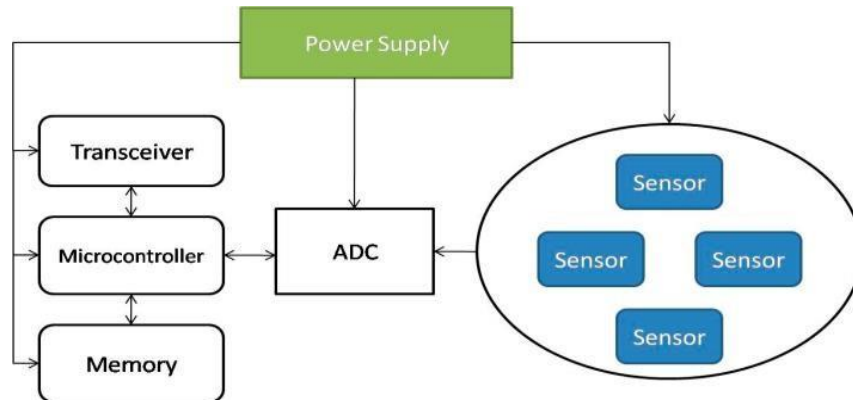 Power Supply
Transceiver
Microcontroller
Memory
ADC
Sensor
Sensor
Sensor
Sensor